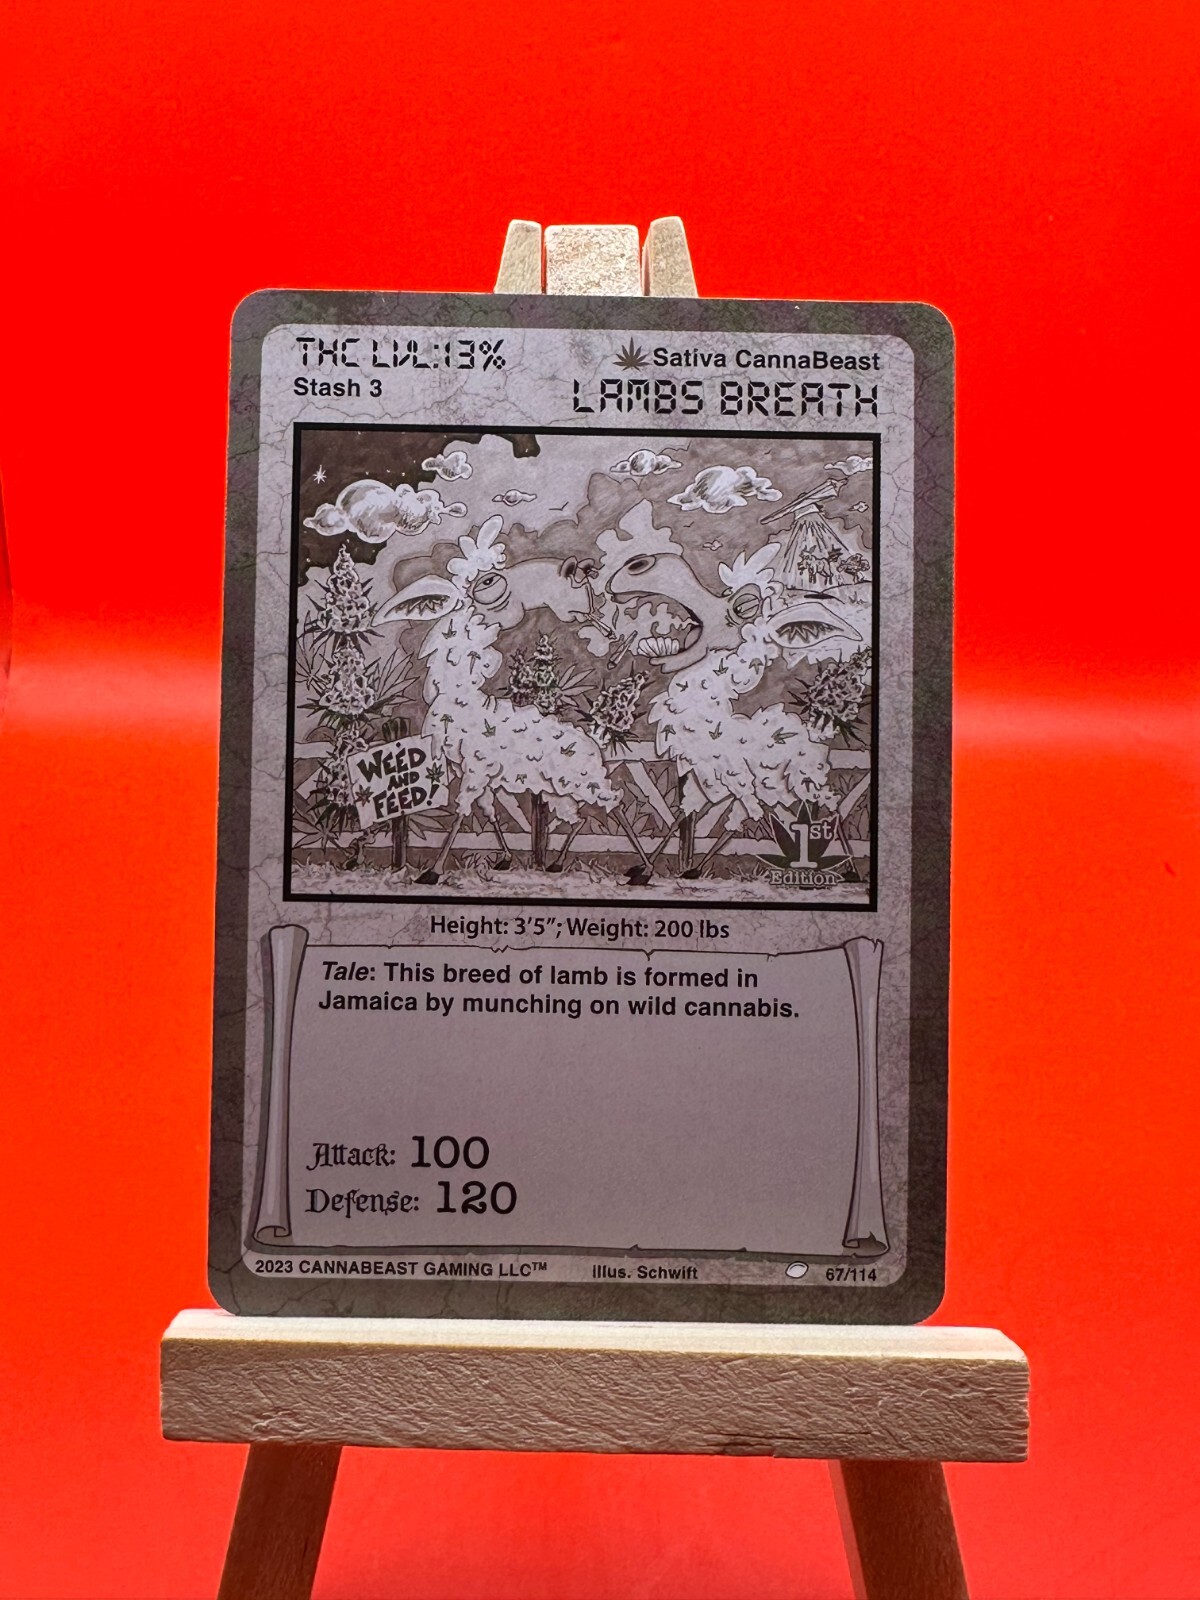 THC LVL:13%
Sativa CannaBeast
Stash 3
LAMBS BREATH
WEED
AND
FEED!
1st
Edition
Height: 3'5"; Weight: 200 lbs
Tale: This breed of lamb is formed in
Jamaica by munching on wild cannabis.
Attack: 100
Defense: 120
2023 CANNABEAST GAMING LLC™ illus. Schwift 67/114